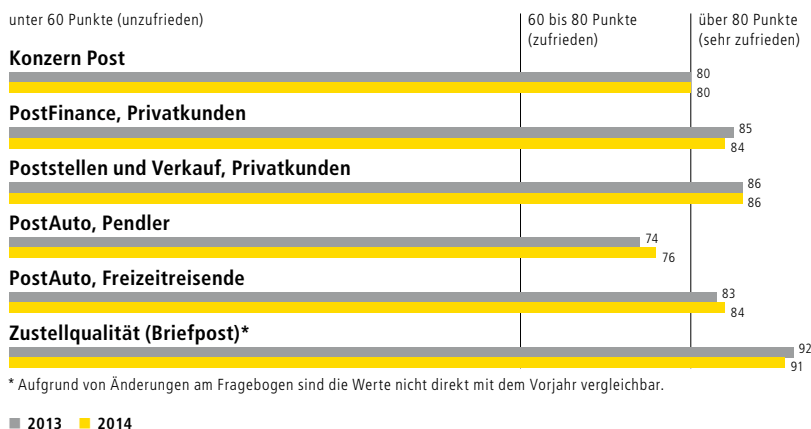 unter 60 Punkte (unzufrieden)
60 bis 80 Punkte
(zufrieden)
über 80 Punkte
(sehr zufrieden)
Konzern Post
80
80
PostFinance, Privatkunden
85
84
Poststellen und Verkauf, Privatkunden
86
86
PostAuto, Pendler
74
76
PostAuto, Freizeitreisende
83
84
Zustellqualität (Briefpost)*
92
91
* Aufgrund von Änderungen am Fragebogen sind die Werte nicht direkt mit dem Vorjahr vergleichbar.
2013 2014